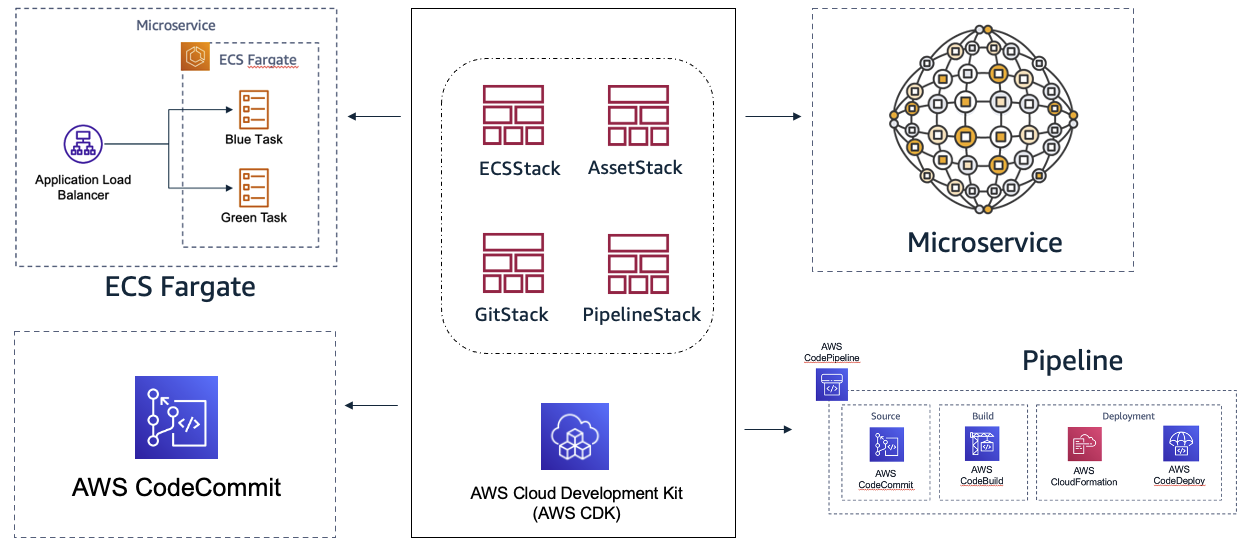 Microservice
ECS Fargate
Blue Task
Application Load
Balancer
Green Task
ECS Fargate
AWS CodeCommit
ECSStack
AssetStack
GitStack
PipelineStack
AWS Cloud Development Kit
(AWS CDK)
Microservice
AWS
CodePipeline
Pipeline
Source
Build
Deployment
AWS
CodeCommit
AWS
CodeBuild
AWS
CloudFormation
AWS
CodeDeploy